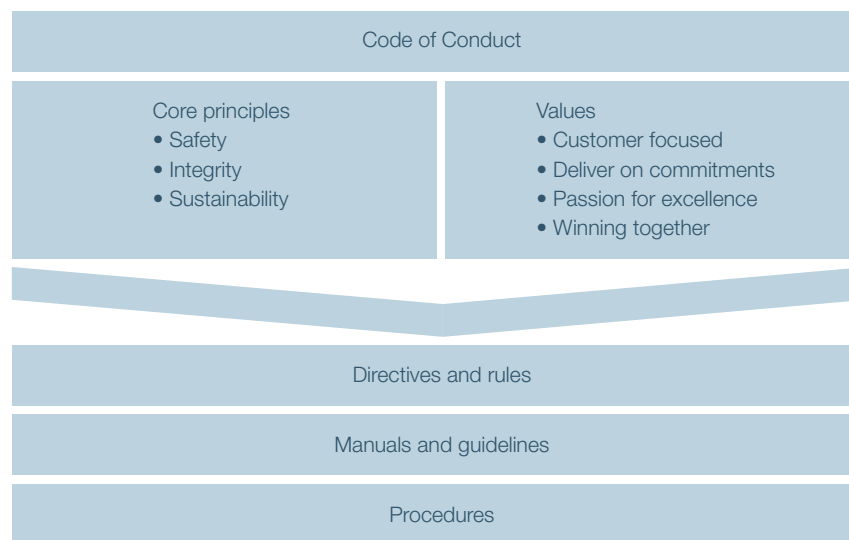 Code of Conduct
Core principles
• Safety
• Integrity
• Sustainability
Values
• Customer focused
• Deliver on commitments
• Passion for excellence
• Winning together
Directives and rules
Manuals and guidelines
Procedures